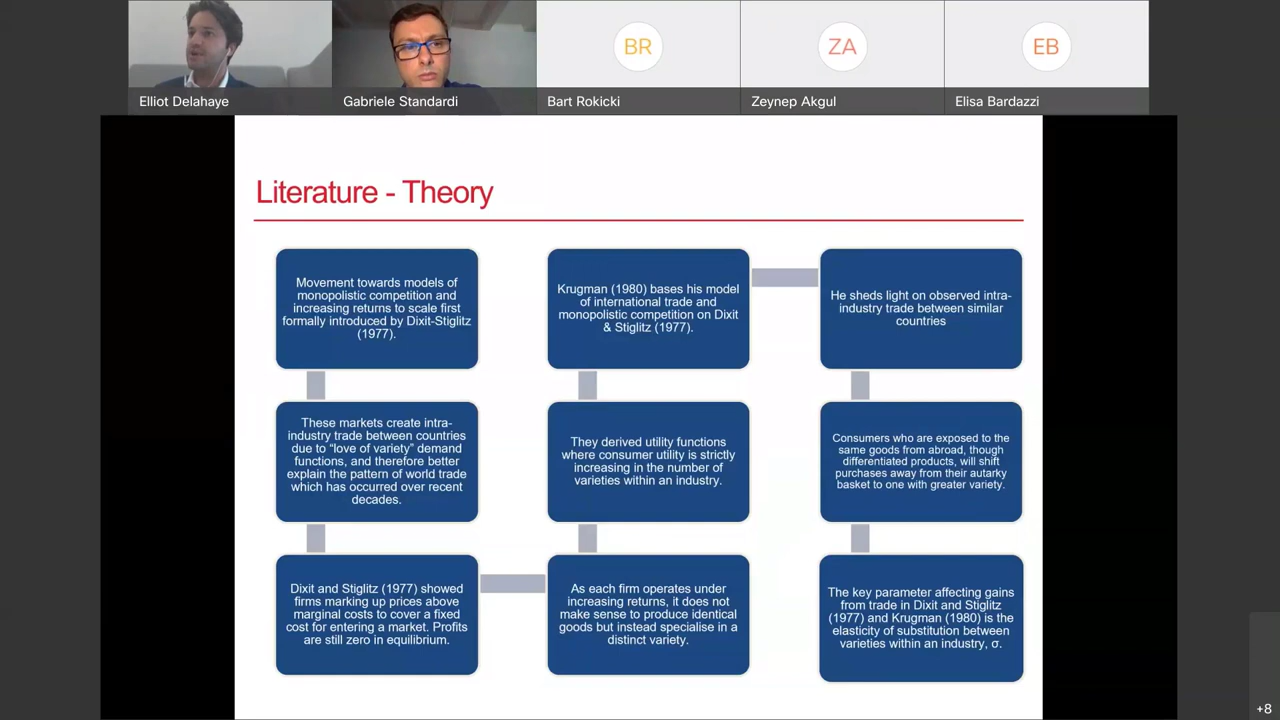 BR
ZA
EB
Elliot Delahaye
Gabriele Standardi
Bart Rokicki
Zeynep Akgul
Elisa Bardazzi
Literature - Theory
Movement towards models of
monopolistic competition and
increasing returns to scale first
formally introduced by Dixit-Stiglitz
(1977).
These markets create intra-
industry trade between countries
due to “love of variety” demand
functions, and therefore better
explain the pattern of world trade
which has occurred over recent
decades.
Dixit and Stiglitz (1977) showed
firms marking up prices above
marginal costs to cover a fixed
cost for entering a market. Profits
are still zero in equilibrium.
As each firm operates under
increasing returns, it does not
make sense to produce identical
goods but instead specialise in a
distinct variety.
They derived utility functions
where consumer utility is strictly
increasing in the number of
varieties within an industry.
Krugman (1980) bases his model
of international trade and
monopolistic competition on Dixit
& Stiglitz (1977).
He sheds light on observed intra-
industry trade between similar
countries
Consumers who are exposed to the
same goods from abroad, though
differentiated products, will shift
purchases away from their autarky
basket to one with greater variety.
The key parameter affecting gains
from trade in Dixit and Stiglitz
(1977) and Krugman (1980) is the
elasticity of substitution between
varieties within an industry, σ.
+8